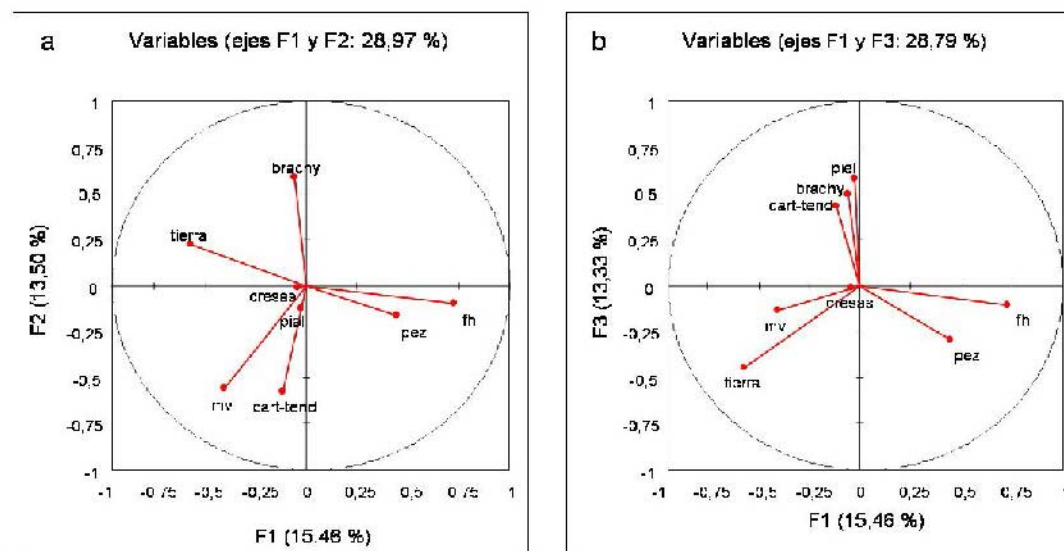 a
Variables (ejes F1 y F2: 28,97 %)
1
0,75
0,5
0,25
0
-0,25
-0,5
-0,75
-1
F2 (13,50 %)
brachy
tierra
cresas
pial
pez
fh
mv
cart-tend
-1
-0,75
-0,5
-0,25
0
0,25
0,5
0,75
1
F1 (15.46 %)
b
Variables (ejes F1 y F3: 28,79 %)
1
0,75
0,5
0,25
0
-0,25
-0,5
-0,75
-1
F3 (13,33 %)
piel
brachy
cart-tend
cresas
mv
fh
pez
tierra
-1
-0,75
-0,5
-0,25
0
0,25
0,5
0,75
1
F1 (15,46 %)